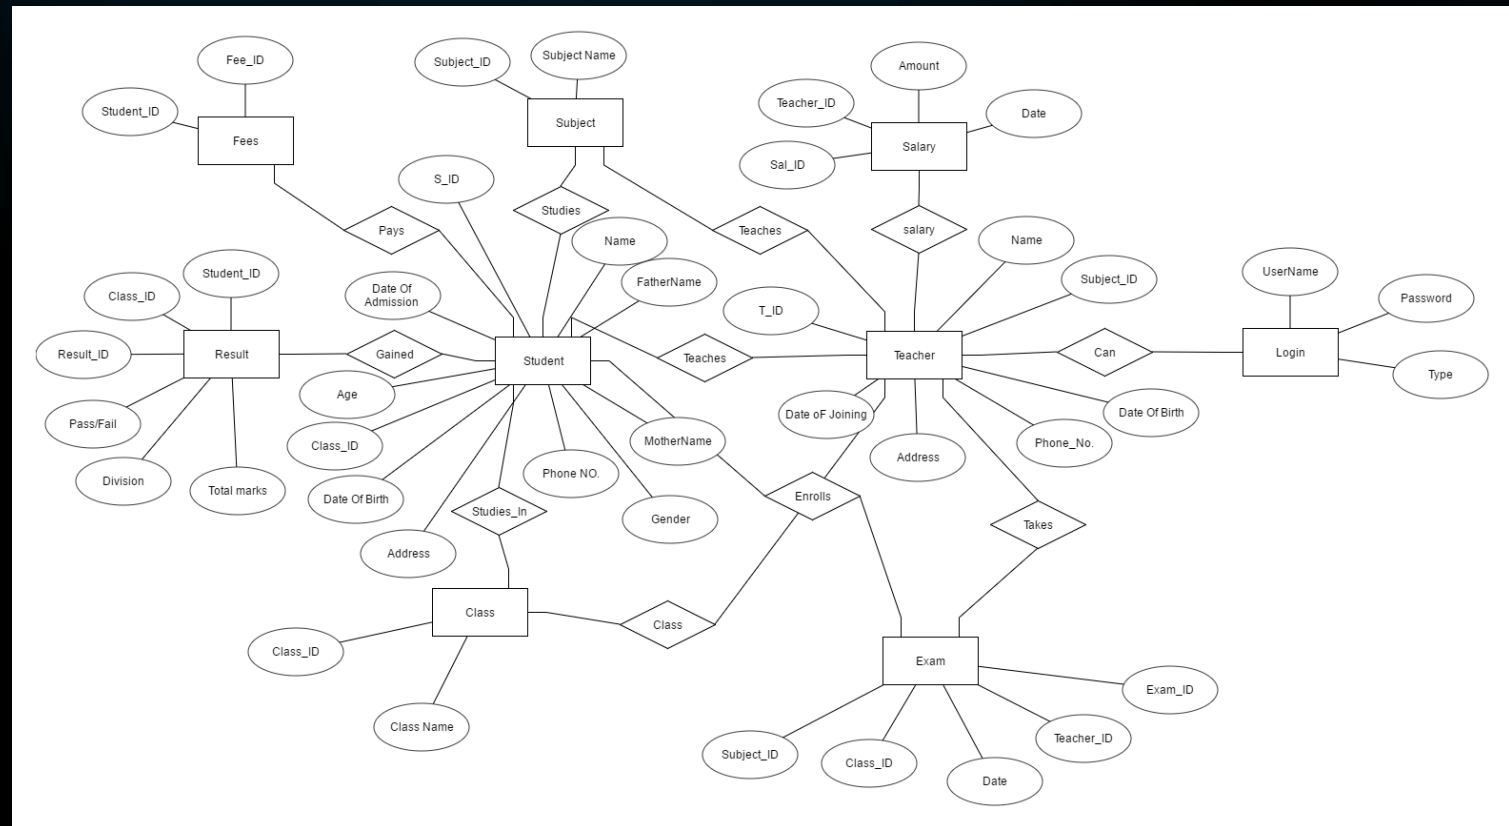 Fee_ID
Subject_ID
Subject Name
Amount
Student_ID
Teacher_ID
Date
Fees
Subject
Salary
Sal_ID
S_ID
Studies
Pays
Teaches
salary
Name
Name
Student_ID
Class_ID
Date Of
Admission
FatherName
Subject_ID
UserName
Password
T_ID
Result_ID
Result
Gained
Student
Teaches
Teacher
Can
Login
Type
Age
Pass/Fail
Class_ID
MotherName
Date oF Joining
Date Of Birth
Phone_No.
Address
Division
Total marks
Date Of Birth
Phone NO.
Enrolls
Studies_In
Gender
Takes
Address
Class
Class
Class_ID
Exam
Exam_ID
Class Name
Subject_ID
Class_ID
Teacher_ID
Date